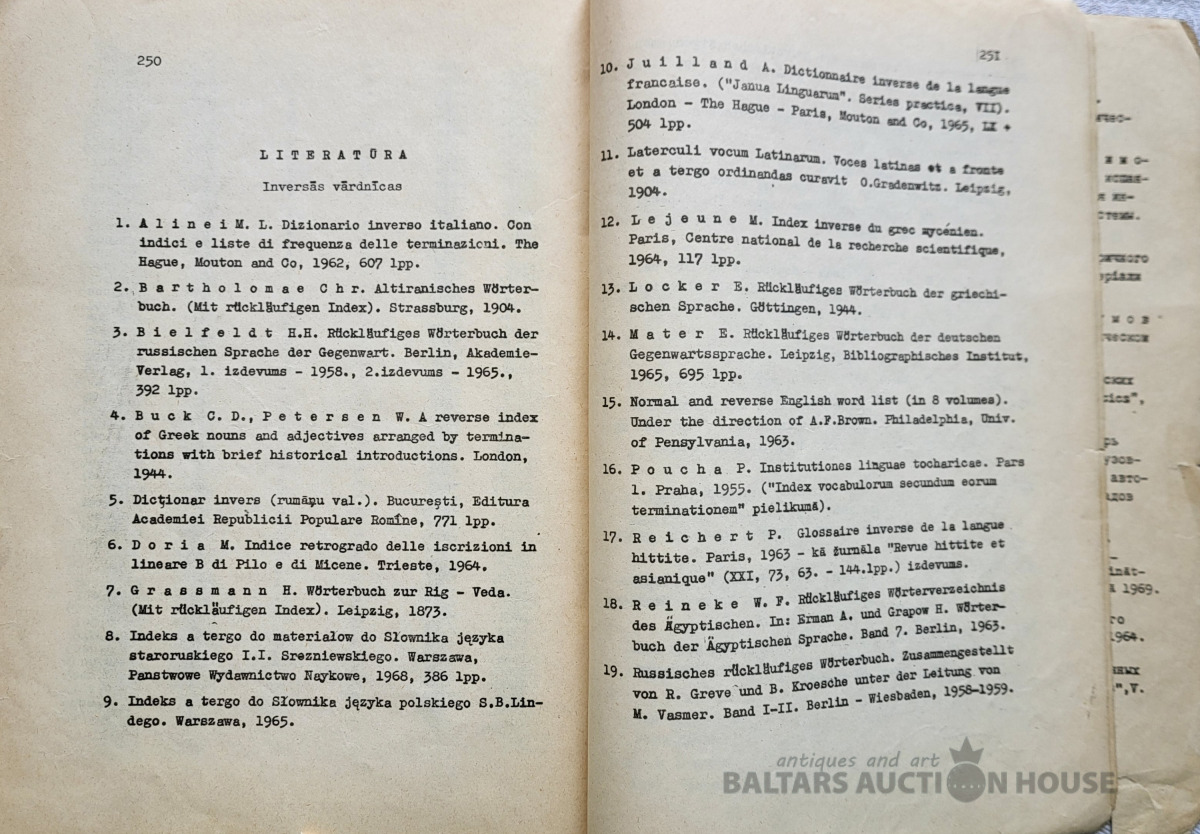 250
L I T E R A T Ū R A
Inversās vārdnīcas
1. A l i n e i M. L. Dizionario inverso italiano. Con
indici e liste di frequenza delle terminazioni. The
Hague, Mouton and Co, 1962, 607 lpp.
2. B a r t h o l o m a e C h r. Altiranisches Wörter-
buch. (Mit rückläufigen Index). Strassburg, 1904.
3. B i e l f e l d t H.H. Rückläufiges Wörterbuch der
russischen Sprache der Gegenwart. Berlin, Akademie-
Verlag, 1. izdevums - 1958., 2.izdevums - 1965.,
392 lpp.
4. B u c k C. D., P e t e r s e n W. A reverse index
of Greek nouns and adjectives arranged by termina-
tions with brief historical introductions. London,
1944.
5. Dicţionar invers (rumāņu val.). Bucureşti, Editura
Academiei Republicii Populare Romîne, 771 lpp.
6. D o r i a M. Indice retrogrado delle iscrizioni in
lineare B di Pilo e di Micene. Trieste, 1964.
7. G r a s s m a n n H. Wörterbuch zur Rig - Veda.
(Mit rückläufigen Index). Leipzig, 1873.
8. Indeks a tergo do materiałow do Słownika języka
staroruskiego I.I. Srezniewskiego. Warszawa,
Panstwowe Wydawnictwo Naykowe, 1968, 386 lpp.
9. Indeks a tergo do Słownika języka polskiego S.B.Lin-
dego. Warszawa, 1965.
251
10. J u i l l a n d A. Dictionnaire inverse de la langue
francaise. ("Janua Linguarum". Series practica, VII).
London - The Hague - Paris, Mouton and Co, 1965, LX +
504 lpp.
11. Laterculi vocum Latinarum. Voces latinas et a fronte
et a tergo ordinandas curavit O.Gradenwitz. Leipzig,
1904.
12. L e j e u n e M. Index inverse du grec mycénien.
Paris, Centre national de la recherche scientifique,
1964, 117 lpp.
13. L o c k e r E. Rückläufiges Wörterbuch der griechi-
schen Sprache. Göttingen, 1944.
14. M a t e r E. Rückläufiges Wörterbuch der deutschen
Gegenwartssprache. Leipzig, Bibliographisches Institut,
1965, 695 lpp.
15. Normal and reverse English word list (in 8 volumes).
Under the direction of A.F.Brown. Philadelphia, Univ.
of Pensylvania, 1963.
16. P o u c h a P. Institutiones linguae tocharicae. Pars
1. Praha, 1955. ("Index vocabulorum secundum eorum
terminationem" pielikumā).
17. R e i c h e r t P. Glossaire inverse de la langue
hittite. Paris, 1963 - kā žurnāla "Revue hittite et
asianique" (XXI, 73, 63. - 144.lpp.) izdevums.
18. R e i n e k e W. F. Rückläufiges Wörterverzeichnis
des Ägyptischen. In: Erman A. und Grapow H. Wörter-
buch der Ägyptischen Sprache. Band 7. Berlin, 1963.
19. Russisches rückläufiges Wörterbuch. Zusammengestellt
von R. Greve und B. Kroesche unter der Leitung von
M. Vasmer. Band I-II. Berlin - Wiesbaden, 1958-1959.
1969.
1964.
antiques and art
BALTARS AUCTION HOUSE